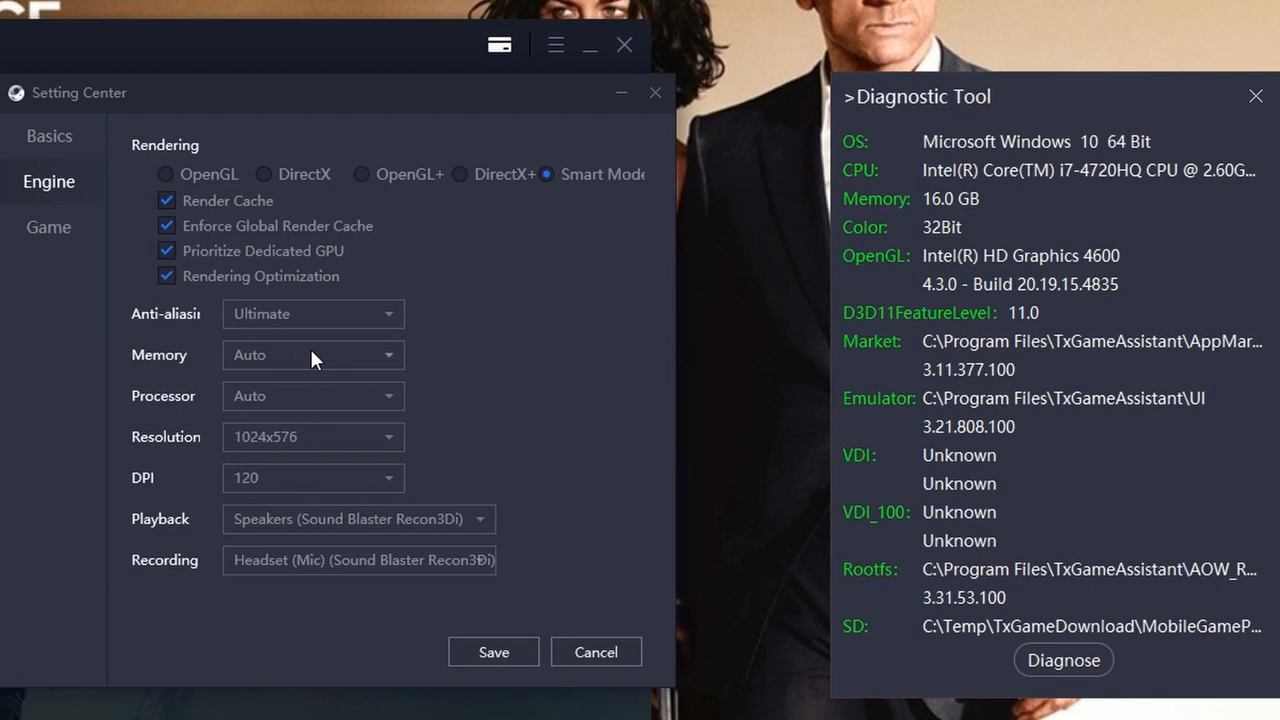 CE
Setting Center
Basics
Engine
Game
Rendering
OpenGL DirectX OpenGL+ DirectX+ Smart Mode
Render Cache
Enforce Global Render Cache
Prioritize Dedicated GPU
Rendering Optimization
Anti-aliasin Ultimate
Memory Auto
Processor Auto
Resolution 1024x576
DPI 120
Playback Speakers (Sound Blaster Recon3Di)
Recording Headset (Mic) (Sound Blaster Recon3Di)
Save Cancel
>Diagnostic Tool
OS: Microsoft Windows 10 64 Bit
CPU: Intel(R) Core(TM) i7-4720HQ CPU @ 2.60G...
Memory: 16.0 GB
Color: 32Bit
OpenGL: Intel(R) HD Graphics 4600
4.3.0 - Build 20.19.15.4835
D3D11FeatureLevel: 11.0
Market: C:\Program Files\TxGameAssistant\AppMar...
3.11.377.100
Emulator: C:\Program Files\TxGameAssistant\UI
3.21.808.100
VDI: Unknown
Unknown
VDI_100: Unknown
Unknown
Rootfs: C:\Program Files\TxGameAssistant\AOW_R...
3.31.53.100
SD: C:\Temp\TxGameDownload\MobileGameP...
Diagnose